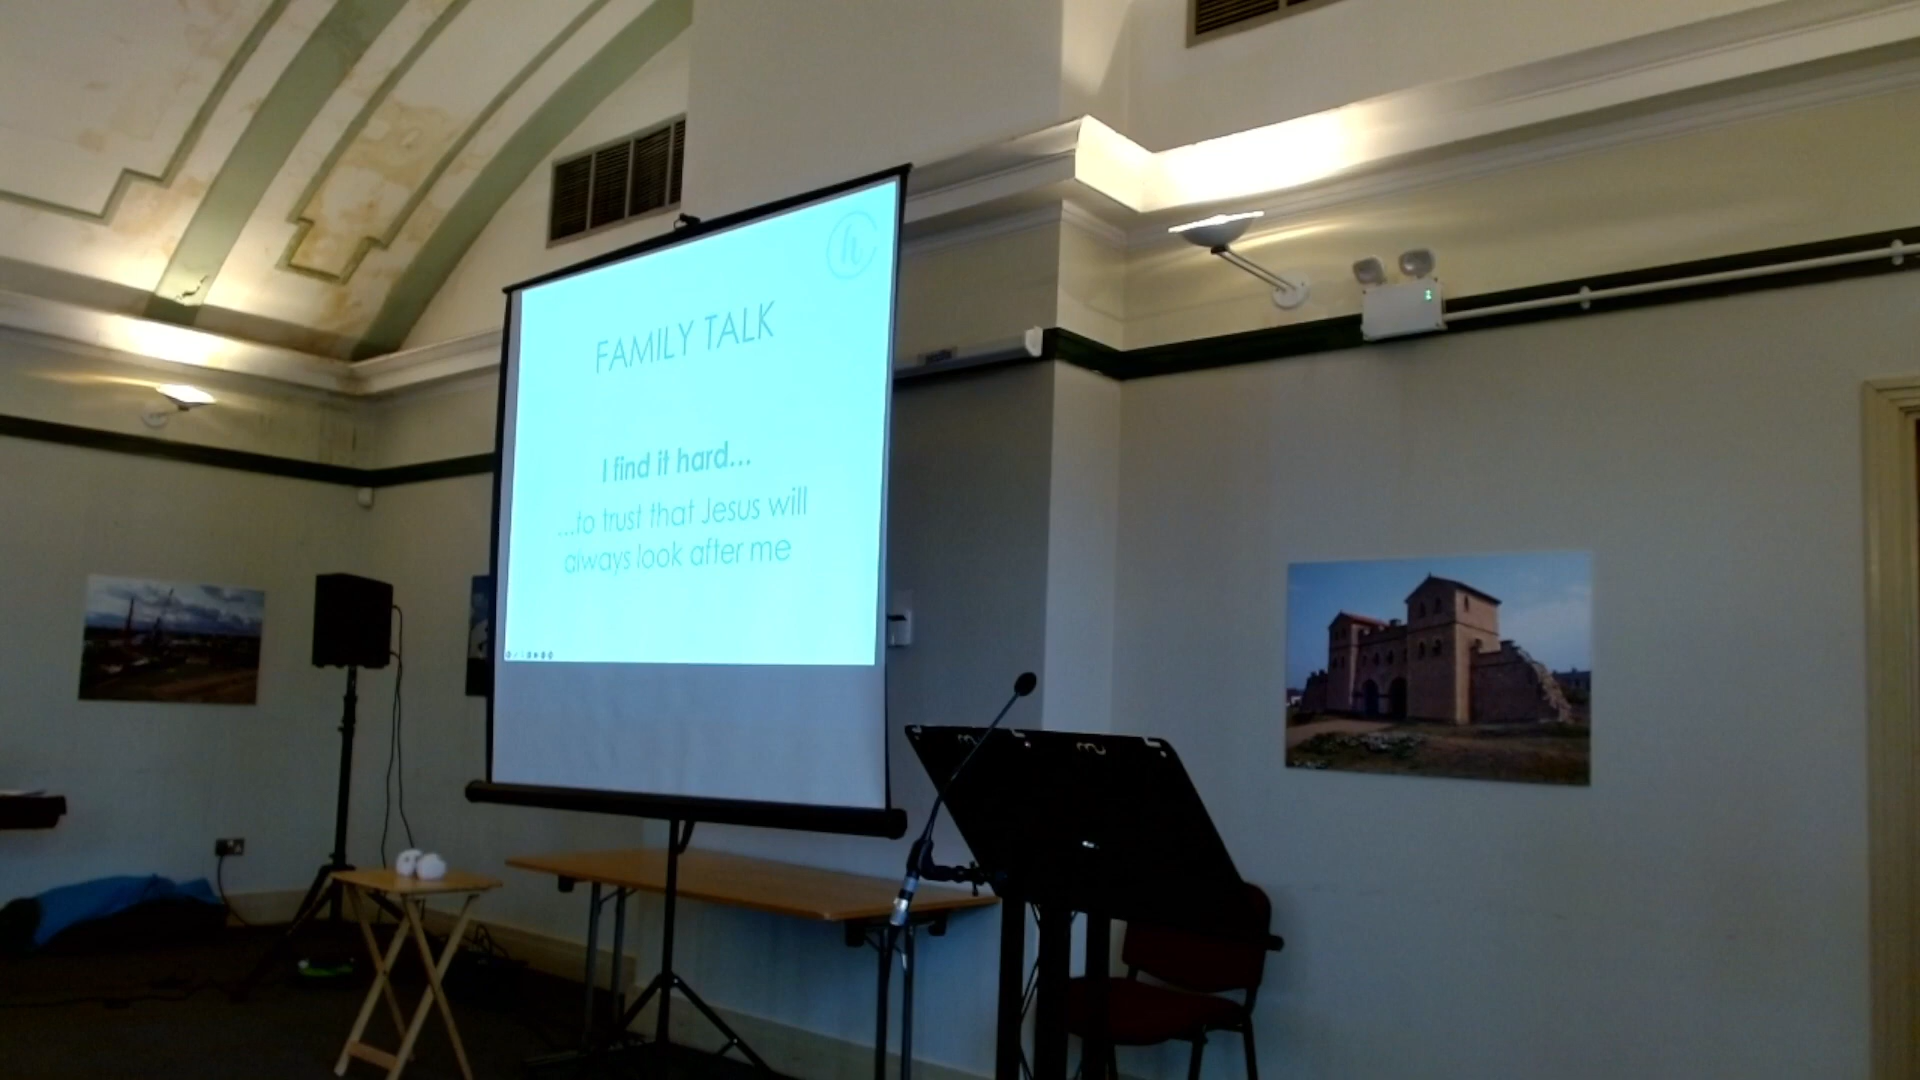 h
FAMILY TALK
I find it hard...
...to trust that Jesus will
always look after me